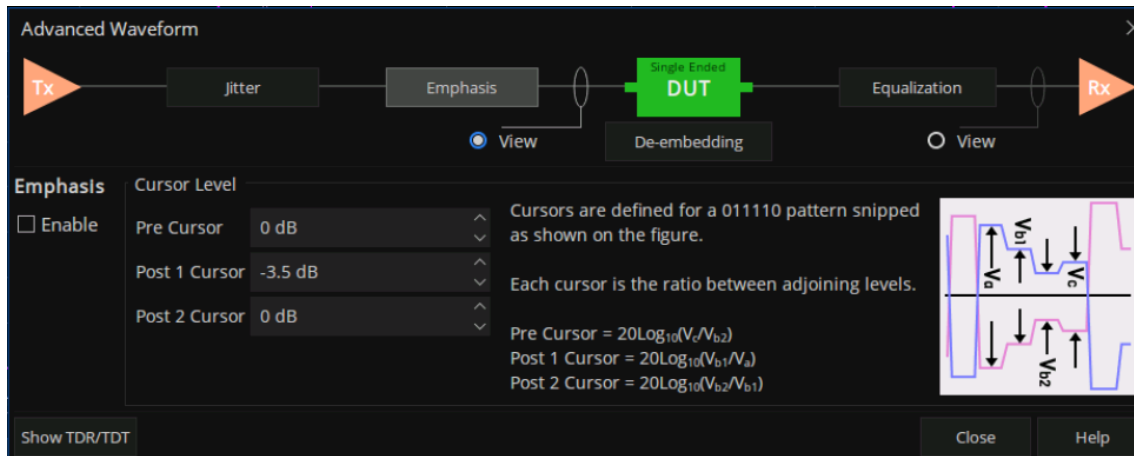 Advanced Waveform
Tx
Jitter
Emphasis
Single Ended
DUT
Equalization
Rx
View
De-embedding
View
Emphasis
Enable
Cursor Level
Pre Cursor
0 dB
Post 1 Cursor
-3.5 dB
Post 2 Cursor
0 dB
Cursors are defined for a 011110 pattern snipped
as shown on the figure.
Each cursor is the ratio between adjoining levels.
Pre Cursor = 20Log₁₀(Vc/Vb2)
Post 1 Cursor = 20Log₁₀(Vb1/Va)
Post 2 Cursor = 20Log₁₀(Vb2/Vb1)
Va
Vb1
Vb2
Vc
Show TDR/TDT
Close
Help